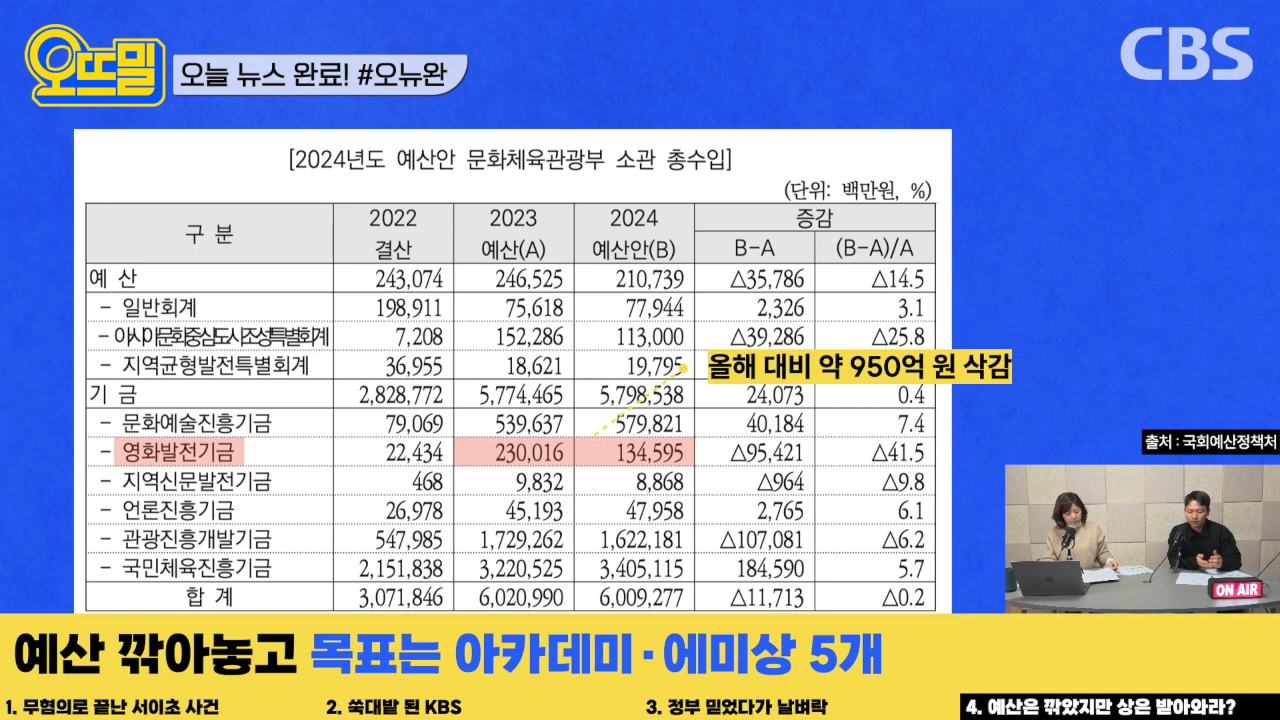 오뜨밀
오늘 뉴스 완료! #오뉴완
CBS
[2024년도 예산안 문화체육관광부 소관 총수입]
(단위: 백만원, %)
구 분 2022 결산 2023 예산(A) 2024 예산안(B) 증감 B-A (B-A)/A
예 산 243,074 246,525 210,739 △35,786 △14.5
- 일반회계 198,911 75,618 77,944 2,326 3.1
- 아시아문화중심도시조성특별회계 7,208 152,286 113,000 △39,286 △25.8
- 지역균형발전특별회계 36,955 18,621 19,795
올해 대비 약 950억 원 삭감
기 금 2,828,772 5,774,465 5,798,538 24,073 0.4
- 문화예술진흥기금 79,069 539,637 579,821 40,184 7.4
- 영화발전기금 22,434 230,016 134,595 △95,421 △41.5
- 지역신문발전기금 468 9,832 8,868 △964 △9.8
- 언론진흥기금 26,978 45,193 47,958 2,765 6.1
- 관광진흥개발기금 547,985 1,729,262 1,622,181 △107,081 △6.2
- 국민체육진흥기금 2,151,838 3,220,525 3,405,115 184,590 5.7
합 계 3,071,846 6,020,990 6,009,277 △11,713 △0.2
출처 : 국회예산정책처
ON AIR
예산 깎아놓고 목표는 아카데미·에미상 5개
1. 무혐의로 끝난 서이초 사건
2. 쑥대밭 된 KBS
3. 정부 믿었다가 날벼락
4. 예산은 깎았지만 상은 받아와라?